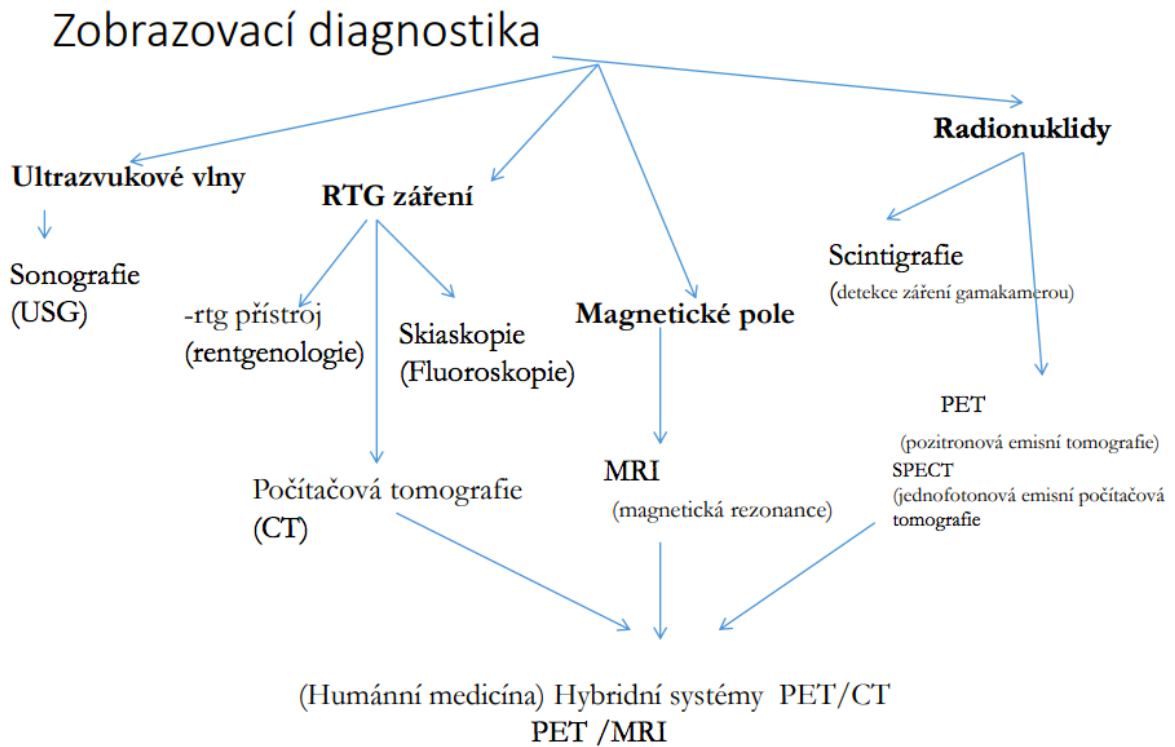 Zobrazovací diagnostika
Ultrazvukové vlny
Sonografie
(USG)
RTG záření
-rtg přístroj
(rentgenologie)
Skiaskopie
(Fluoroskopie)
Počítačová tomografie
(CT)
Magnetické pole
MRI
(magnetická rezonance)
Radionuklidy
Scintigrafie
(detekce záření gamakamerou)
PET
(pozitronová emisní tomografie)
SPECT
(jednofotonová emisní počítačová
tomografie
(Humánní medicína) Hybridní systémy PET/CT
PET /MRI